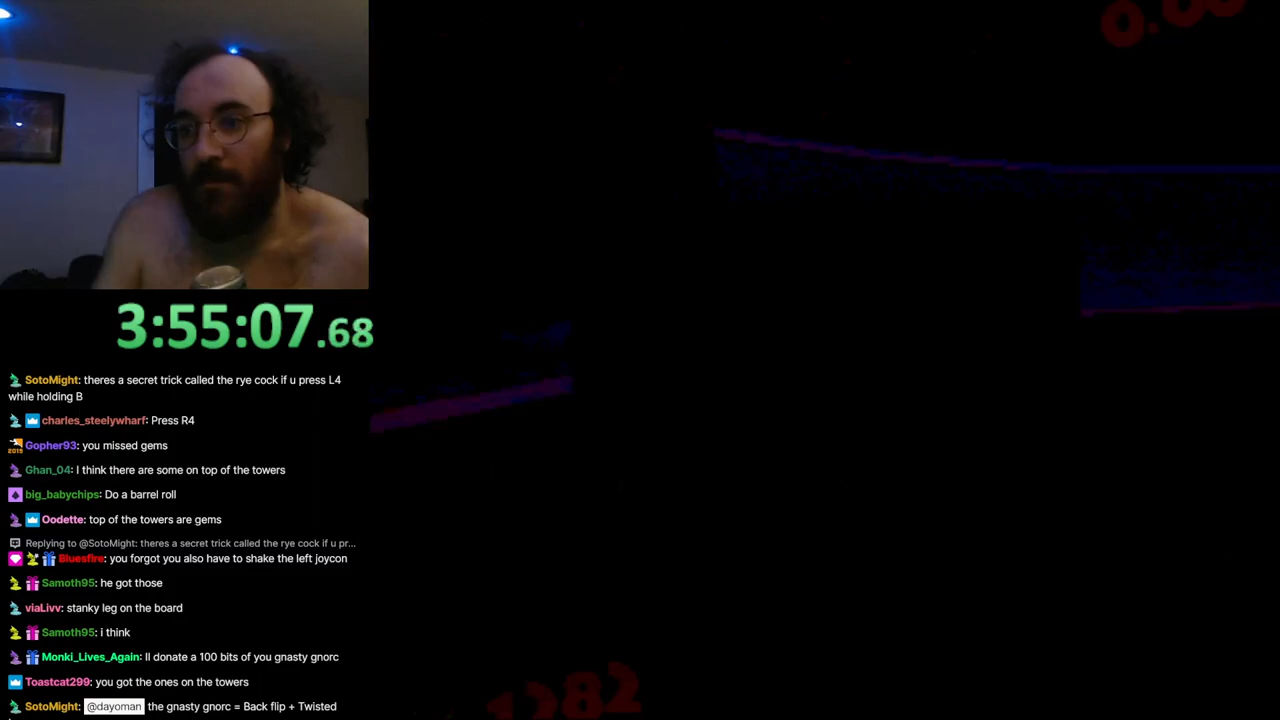 0.00
3:55:07.68
SotoMight: theres a secret trick called the rye cock if u press L4
while holding B
charles_steelywharf: Press R4
2015 Gopher93: you missed gems
Ghan_04: I think there are some on top of the towers
big_babychips: Do a barrel roll
Oodette: top of the towers are gems
Replying to @SotoMight: theres a secret trick called the rye cock if u pr...
Bluesfire: you forgot you also have to shake the left joycon
Samoth95: he got those
viaLivv: stanky leg on the board
Samoth95: i think
Monki_Lives_Again: Il donate a 100 bits of you gnasty gnorc
Toastcat299: you got the ones on the towers
SotoMight: @dayoman the gnasty gnorc = Back flip + Twisted
1282